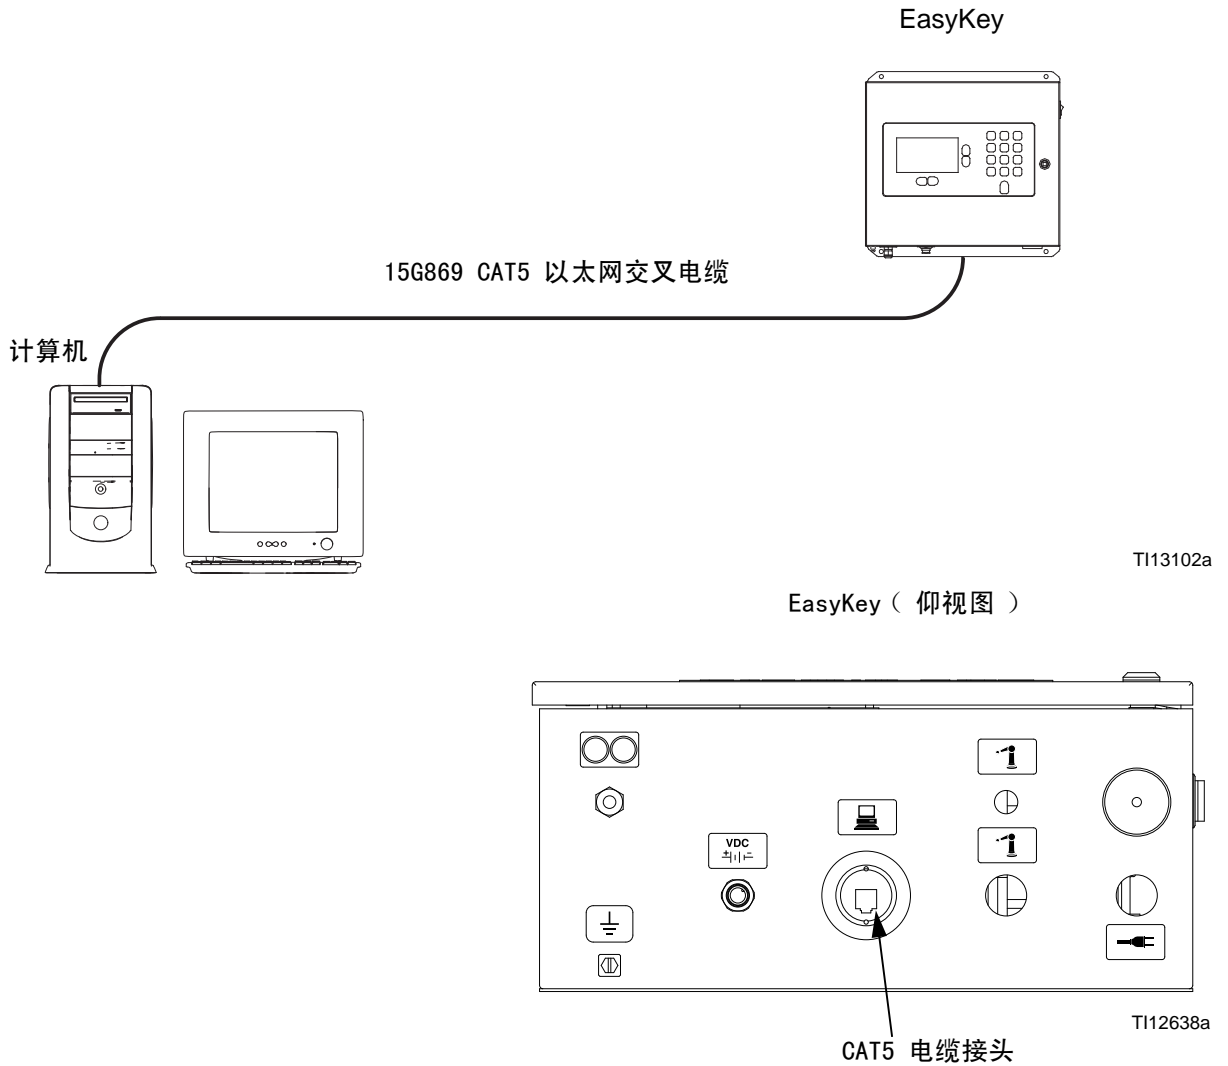 EasyKey
15G869 CAT5 以太网交叉电缆
计算机
TI13102a
EasyKey（ 仰视图 ）
VDC
TI12638a
CAT5 电缆接头